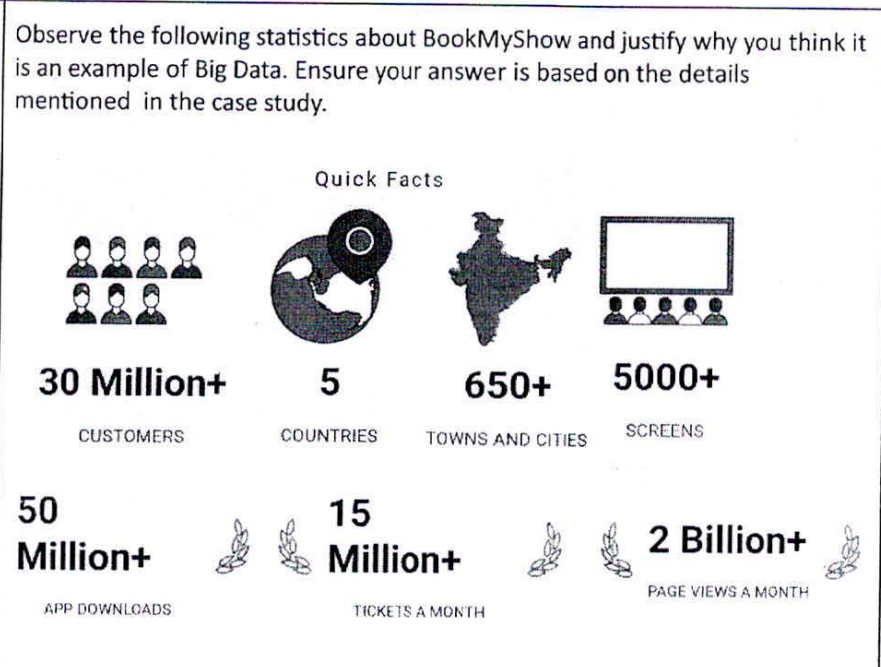 Observe the following statistics about BookMyShow and justify why you think it
is an example of Big Data. Ensure your answer is based on the details
mentioned in the case study.
Quick Facts
30 Million+
CUSTOMERS
5
COUNTRIES
650+
TOWNS AND CITIES
5000+
SCREENS
50
Million+
APP DOWNLOADS
15
Million+
TICKETS A MONTH
2 Billion+
PAGE VIEWS A MONTH